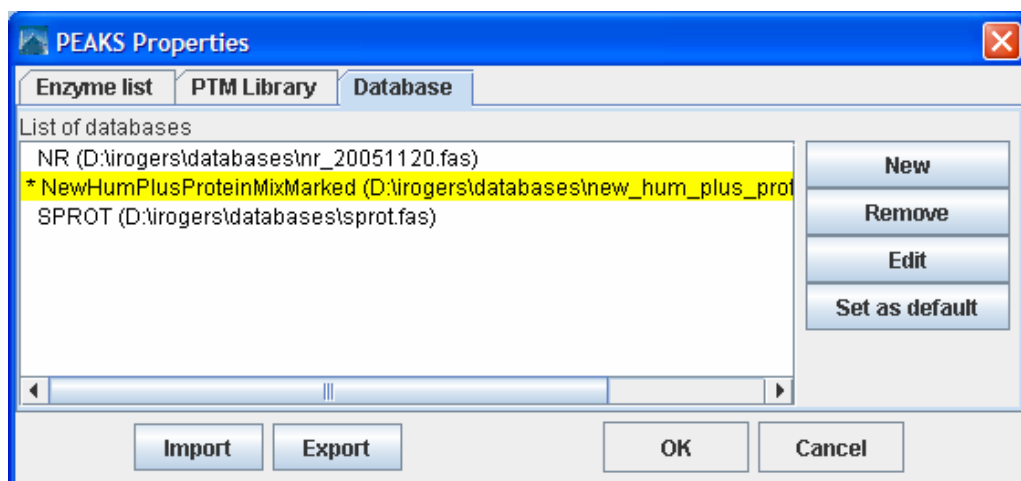 PEAKS Properties
Enzyme list PTM Library Database
List of databases
NR (D:\irogers\databases\nr_20051120.fas)
* NewHumPlusProteinMixMarked (D:\irogers\databases\new_hum_plus_prot
SPROT (D:\irogers\databases\sprot.fas)
New
Remove
Edit
Set as default
Import Export OK Cancel